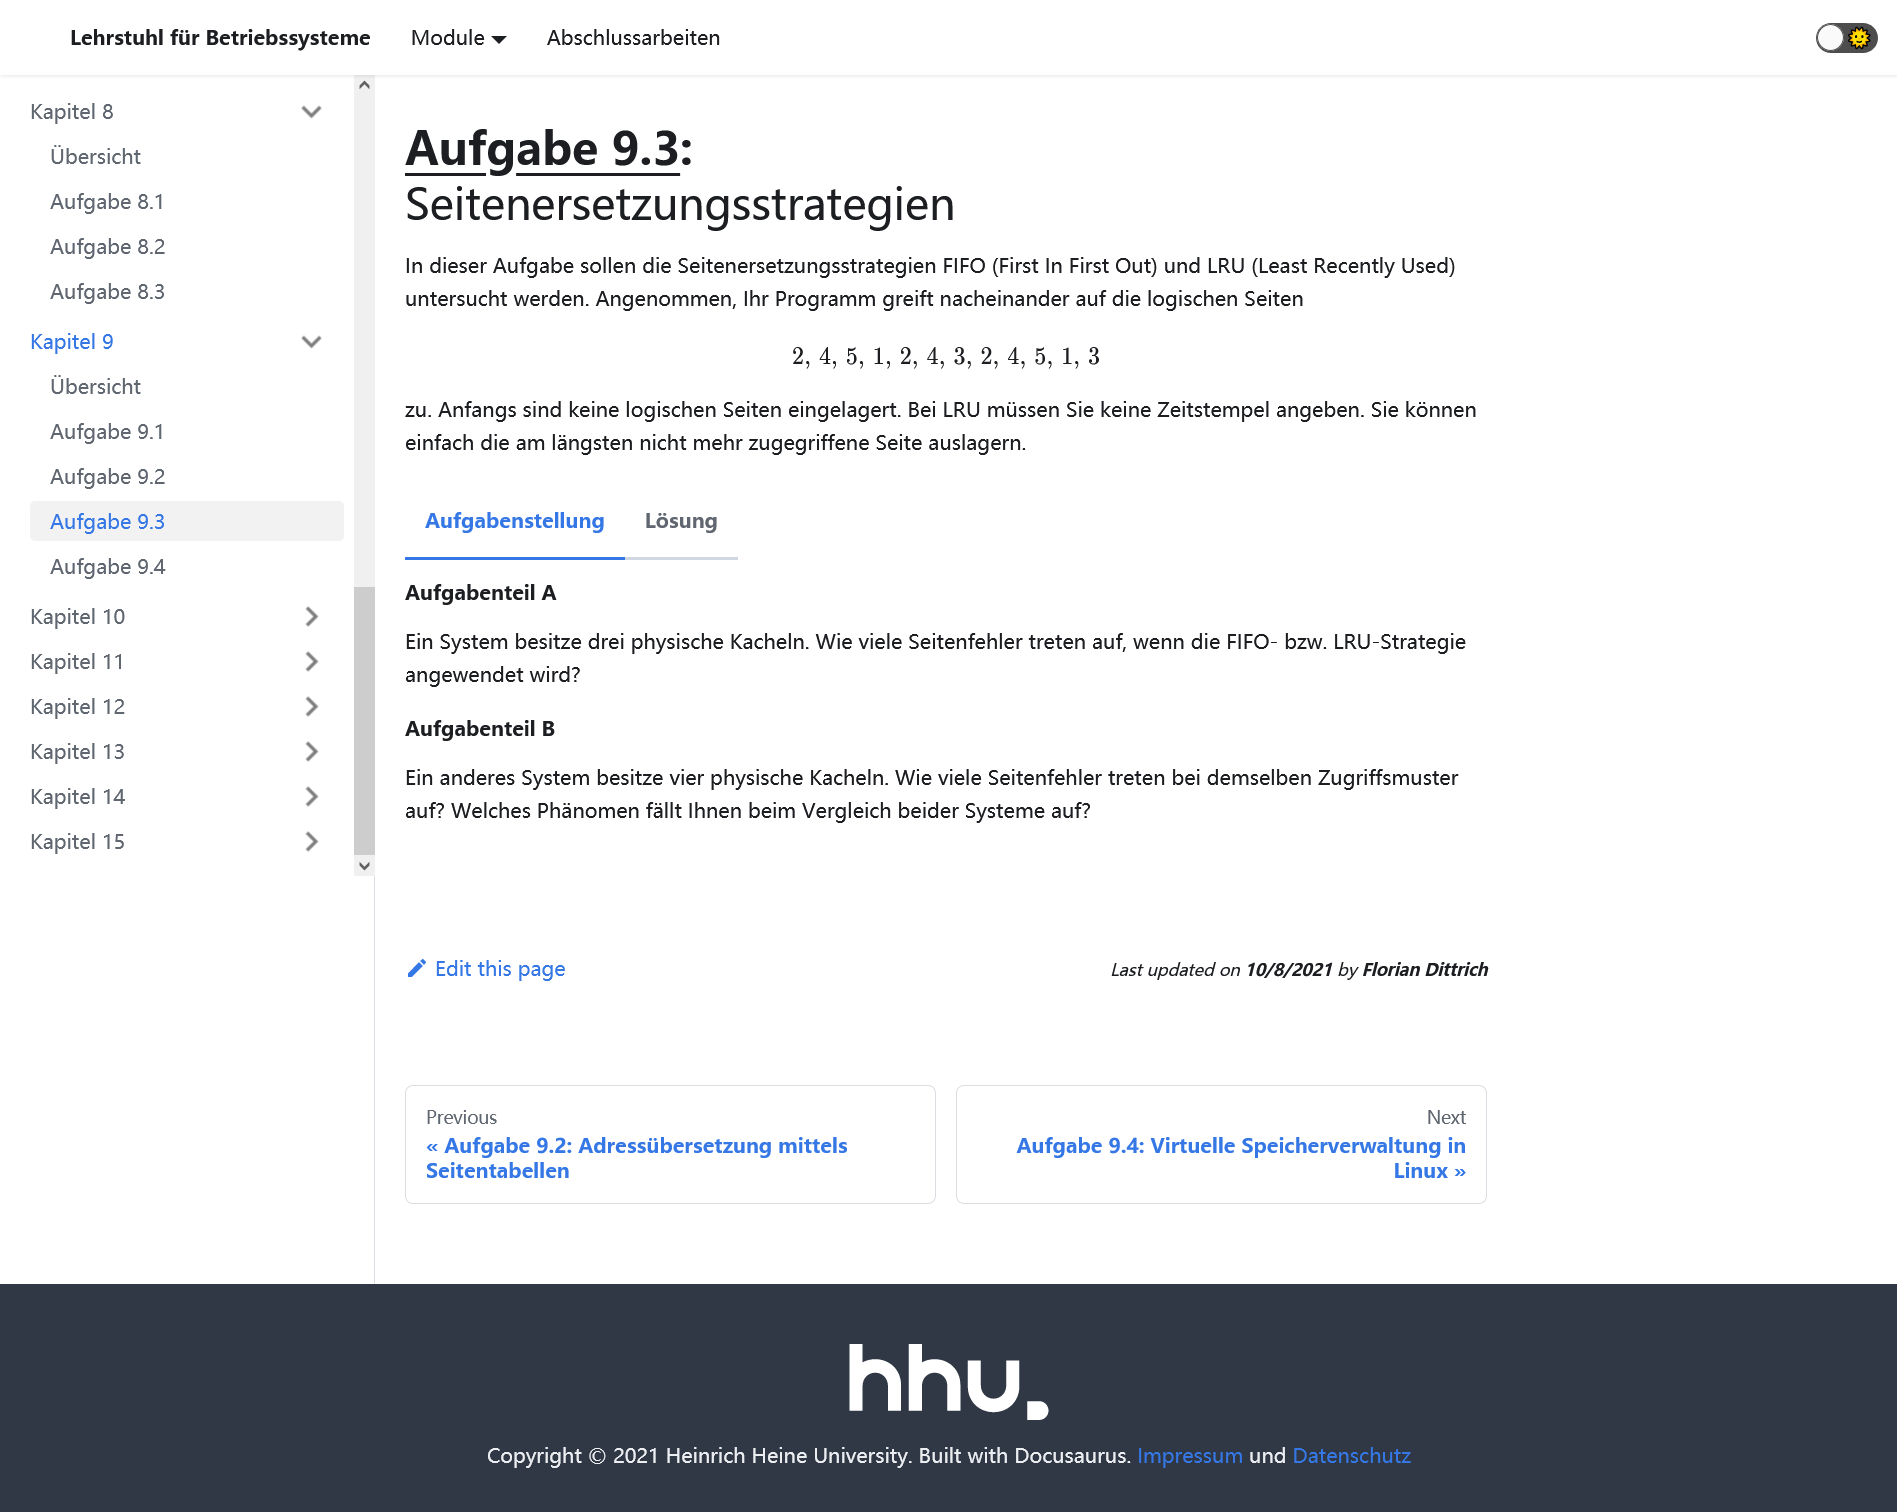 Lehrstuhl für Betriebssysteme Module Abschlussarbeiten
Kapitel 8
Übersicht
Aufgabe 8.1
Aufgabe 8.2
Aufgabe 8.3
Kapitel 9
Übersicht
Aufgabe 9.1
Aufgabe 9.2
Aufgabe 9.3
Aufgabe 9.4
Kapitel 10
Kapitel 11
Kapitel 12
Kapitel 13
Kapitel 14
Kapitel 15
Aufgabe 9.3:
Seitenersetzungsstrategien
In dieser Aufgabe sollen die Seitenersetzungsstrategien FIFO (First In First Out) und LRU (Least Recently Used)
untersucht werden. Angenommen, Ihr Programm greift nacheinander auf die logischen Seiten
2, 4, 5, 1, 2, 4, 3, 2, 4, 5, 1, 3
zu. Anfangs sind keine logischen Seiten eingelagert. Bei LRU müssen Sie keine Zeitstempel angeben. Sie können
einfach die am längsten nicht mehr zugegriffene Seite auslagern.
Aufgabenstellung Lösung
Aufgabenteil A
Ein System besitze drei physische Kacheln. Wie viele Seitenfehler treten auf, wenn die FIFO- bzw. LRU-Strategie
angewendet wird?
Aufgabenteil B
Ein anderes System besitze vier physische Kacheln. Wie viele Seitenfehler treten bei demselben Zugriffsmuster
auf? Welches Phänomen fällt Ihnen beim Vergleich beider Systeme auf?
Edit this page
Last updated on 10/8/2021 by Florian Dittrich
Previous
« Aufgabe 9.2: Adressübersetzung mittels
Seitentabellen
Next
Aufgabe 9.4: Virtuelle Speicherverwaltung in
Linux »
hhu.
Copyright © 2021 Heinrich Heine University. Built with Docusaurus. Impressum und Datenschutz